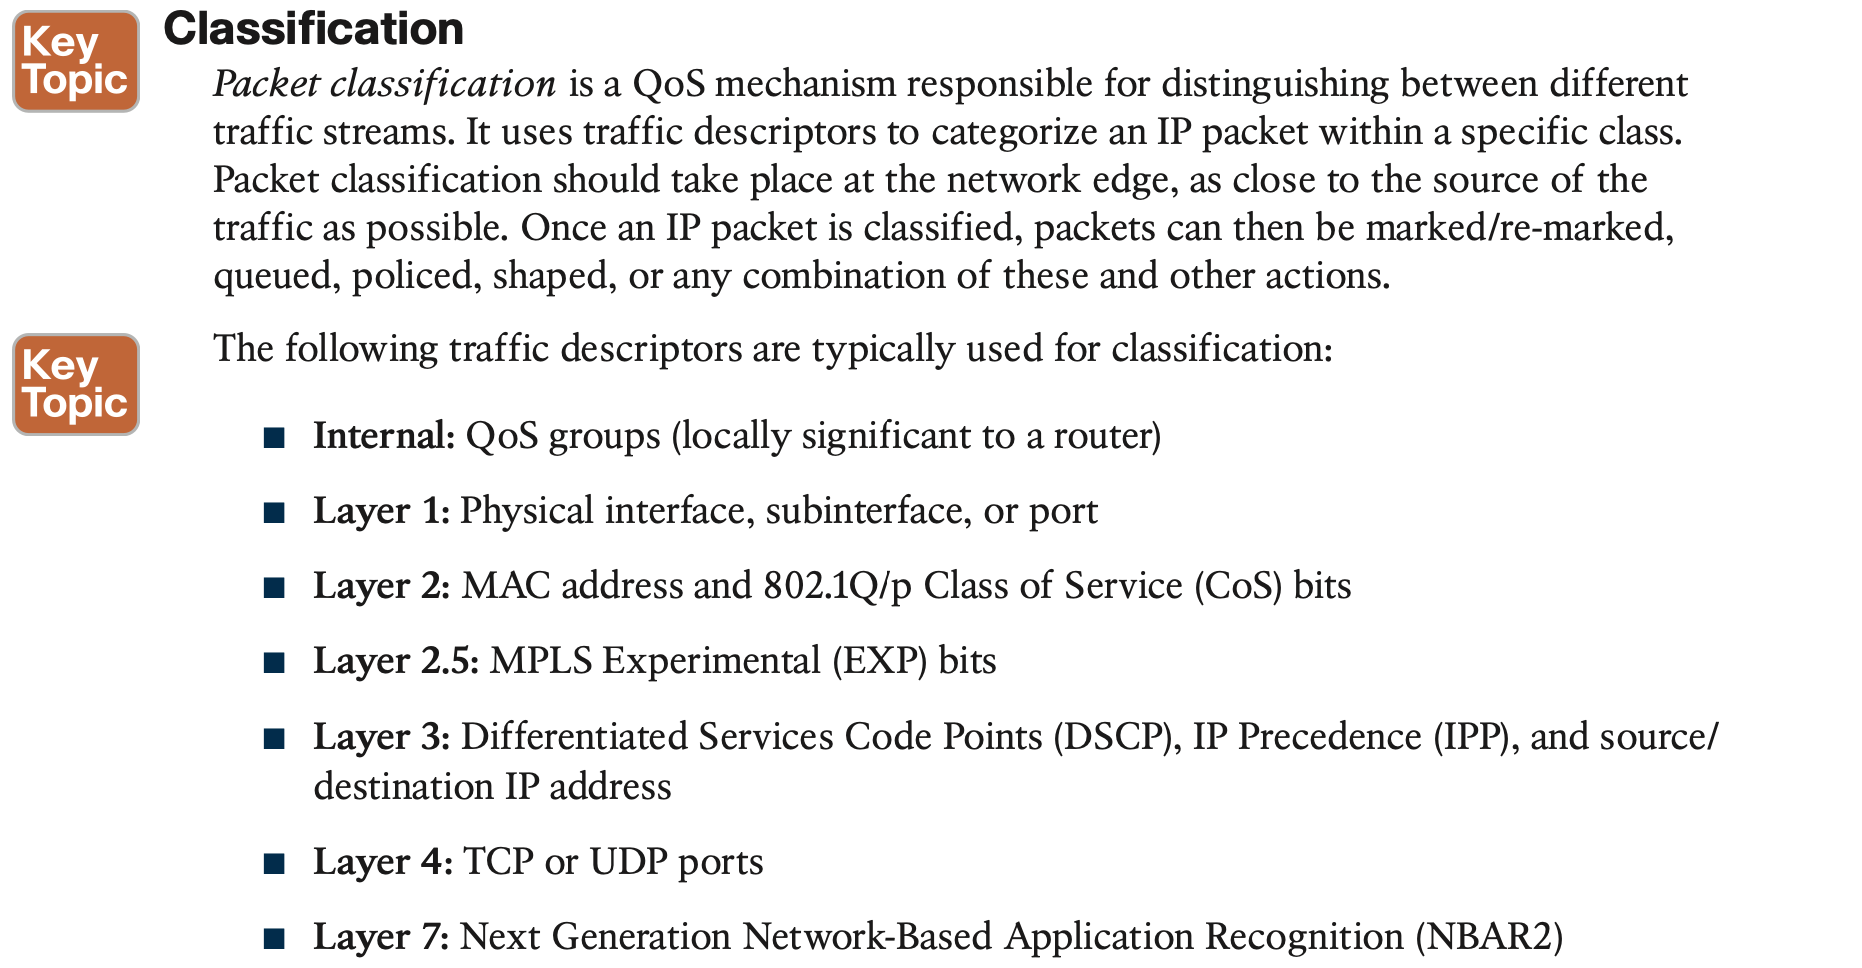 Key
Topic
Classification
Packet classification is a QoS mechanism responsible for distinguishing between different
traffic streams. It uses traffic descriptors to categorize an IP packet within a specific class.
Packet classification should take place at the network edge, as close to the source of the
traffic as possible. Once an IP packet is classified, packets can then be marked/re-marked,
queued, policed, shaped, or any combination of these and other actions.
Key
Topic
The following traffic descriptors are typically used for classification:
■ Internal: QoS groups (locally significant to a router)
■ Layer 1: Physical interface, subinterface, or port
■ Layer 2: MAC address and 802.1Q/p Class of Service (CoS) bits
■ Layer 2.5: MPLS Experimental (EXP) bits
■ Layer 3: Differentiated Services Code Points (DSCP), IP Precedence (IPP), and source/
destination IP address
■ Layer 4: TCP or UDP ports
■ Layer 7: Next Generation Network-Based Application Recognition (NBAR2)